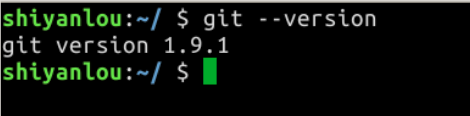 shiyanlou:~/ $ git --version
git version 1.9.1
shiyanlou:~/ $